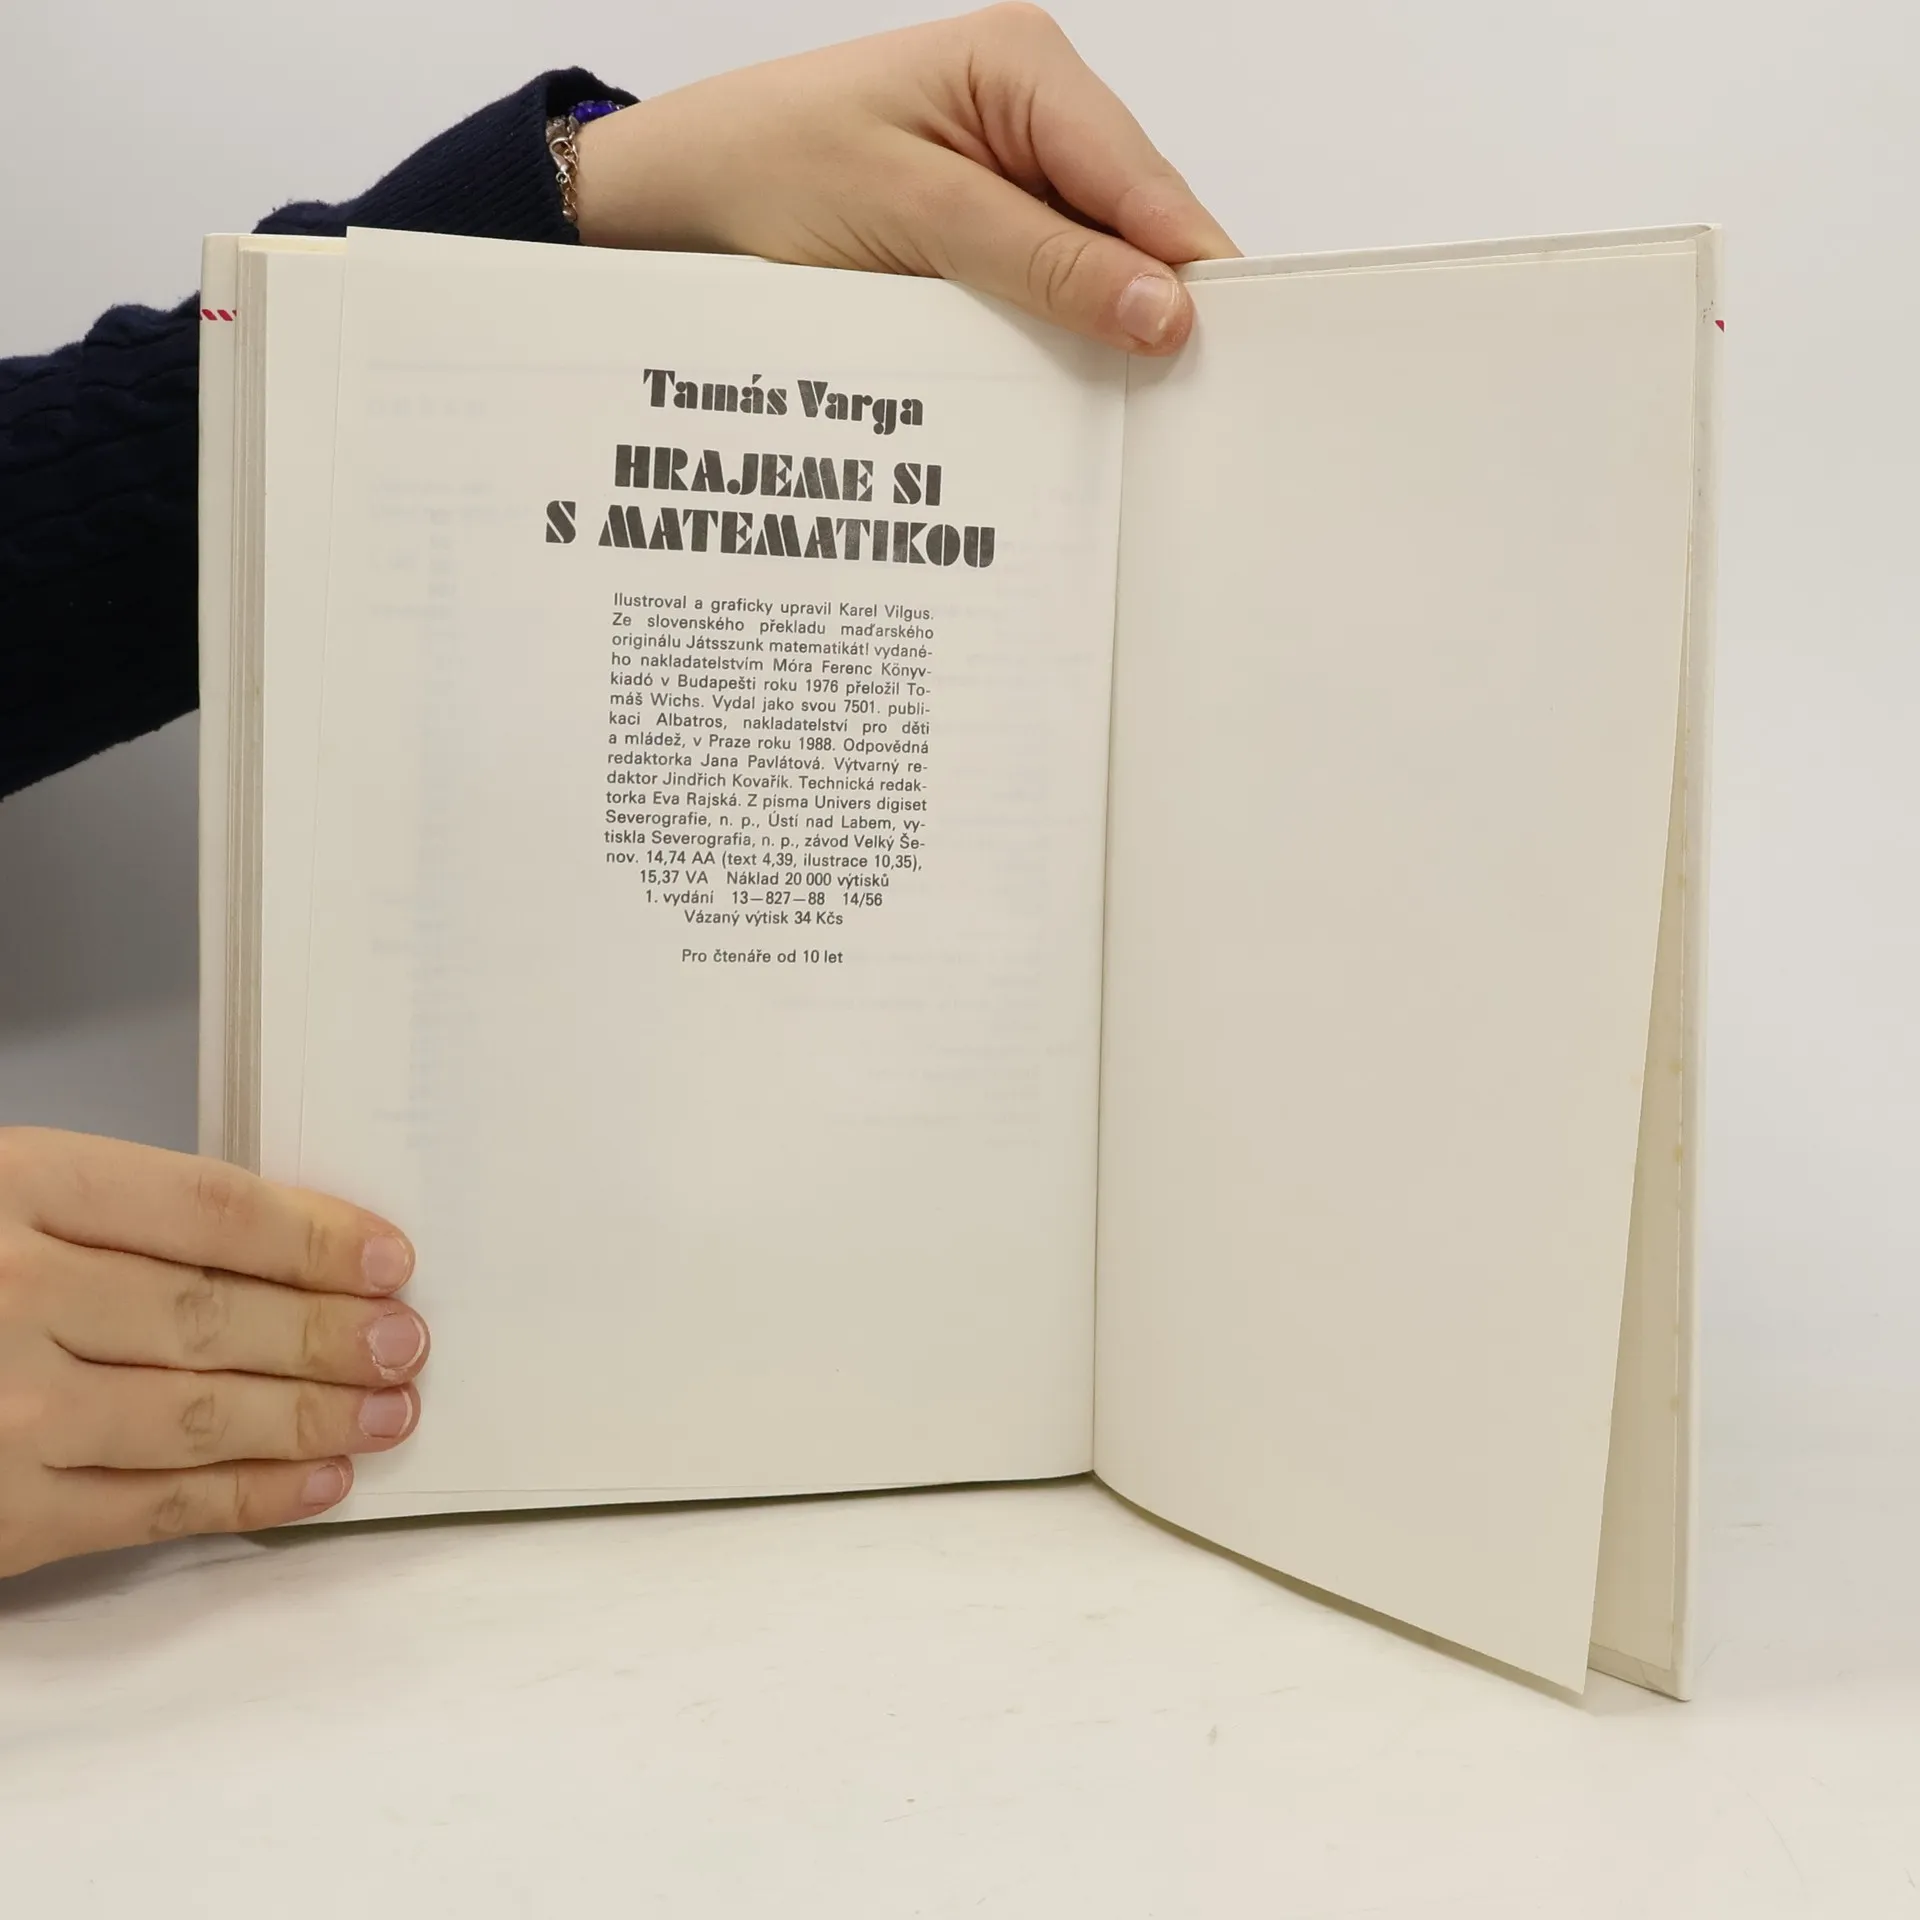 Tamás Varga
HRAJEME SI
S MATEMATIKOU
Ilustroval a graficky upravil Karel Vilgus.
Ze slovenského překladu maďarského
originálu Játsszunk matematikát! vydané-
ho nakladatelstvím Móra Ferenc Könyv-
kiadó v Budapešti roku 1976 přeložil To-
máš Wichs. Vydal jako svou 7501. publi-
kaci Albatros, nakladatelství pro děti
a mládež, v Praze roku 1988. Odpovědná
redaktorka Jana Pavlátová. Výtvarný re-
daktor Jindřich Kovařík. Technická redak-
torka Eva Rajská. Z písma Univers digiset
Severografie, n. p., Ústí nad Labem, vy-
tiskla Severografia, n. p., závod Velký Še-
nov. 14,74 AA (text 4,39, ilustrace 10,35),
15,37 VA Náklad 20 000 výtisků
1. vydání 13—827—88 14/56
Vázaný výtisk 34 Kčs
Pro čtenáře od 10 let